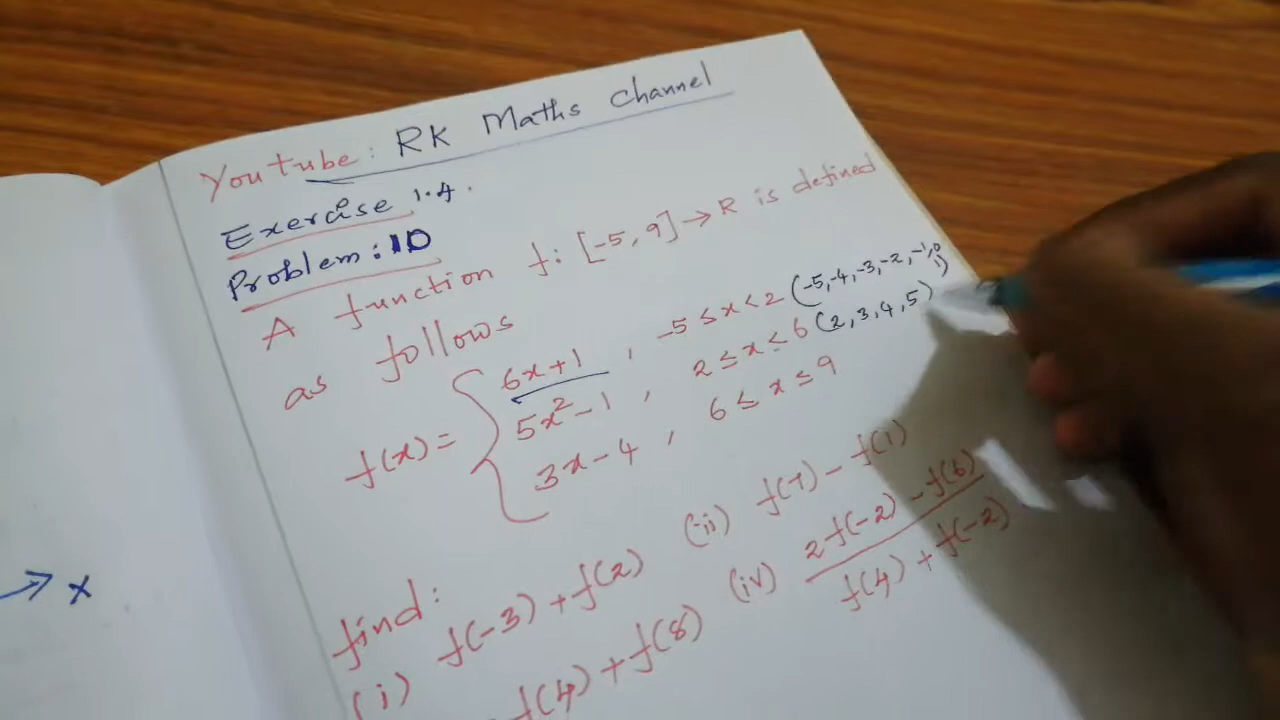 YouTube: RK Maths Channel
Exercise 1.4.
Problem: 10
A function f: [-5, 9] → R is defined
as follows
f(x) = { 6x+1 , -5 ≤ x < 2 (-5,-4,-3,-2,-1,0
1)
5x²-1 , 2 ≤ x ≤ 6 (2,3,4,5)
3x-4 , 6 ≤ x ≤ 9
find:
(i) f(-3) + f(2) (ii) f(7) - f(1)
f(4) + f(8) (iv) 2f(-2) - f(6)
f(4) + f(-2)
→ x